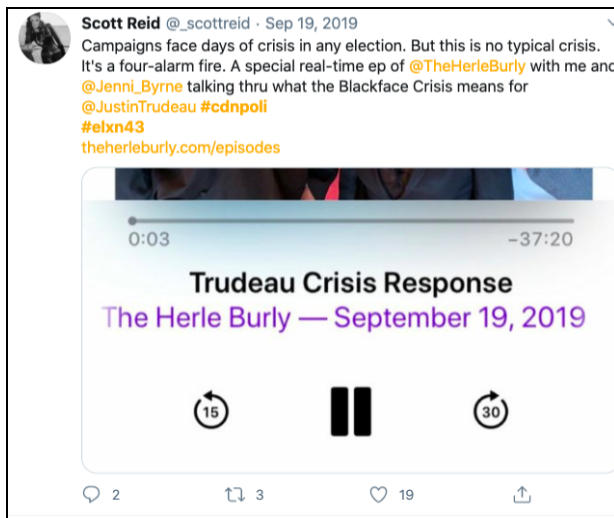 Scott Reid @_scottreid · Sep 19, 2019
Campaigns face days of crisis in any election. But this is no typical crisis.
It's a four-alarm fire. A special real-time ep of @TheHerleBurly with me and
@Jenni_Byrne talking thru what the Blackface Crisis means for
@JustinTrudeau #cdnpoli
#elxn43
theherleburly.com/episodes
0:03 -37:20
Trudeau Crisis Response
The Herle Burly — September 19, 2019
15 30
2 3 19